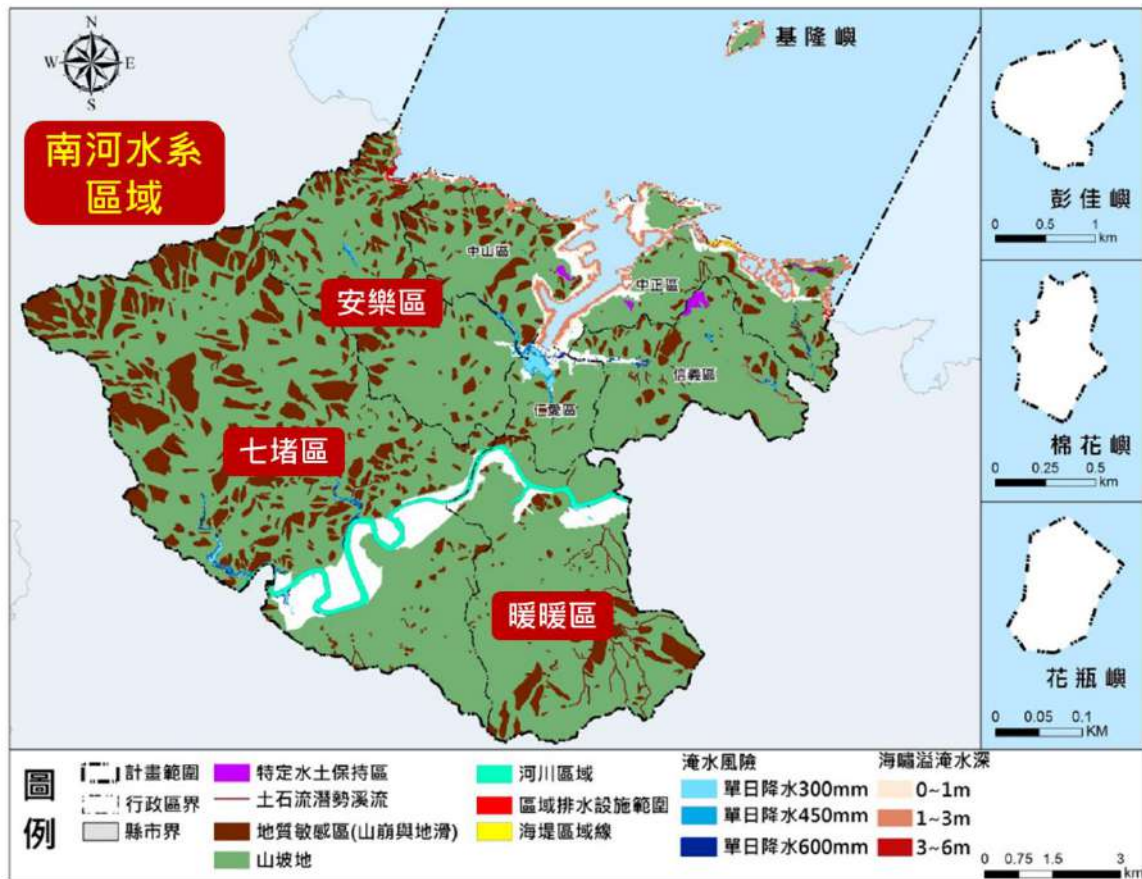 N
W
E
S
南河水系
區域
基隆嶼
中山區
安樂區
中正區
信義區
仁愛區
七堵區
暖暖區
彭佳嶼
0 0.5 1
km
棉花嶼
0 0.25 0.5
km
花瓶嶼
0 0.05 0.1
KM
圖例
計畫範圍
行政區界
縣市界
特定水土保持區
土石流潛勢溪流
地質敏感區(山崩與地滑)
山坡地
河川區域
區域排水設施範圍
海堤區域線
淹水風險
單日降水300mm
單日降水450mm
單日降水600mm
海嘯溢淹水深
0~1m
1~3m
3~6m
0 0.75 1.5 3
km